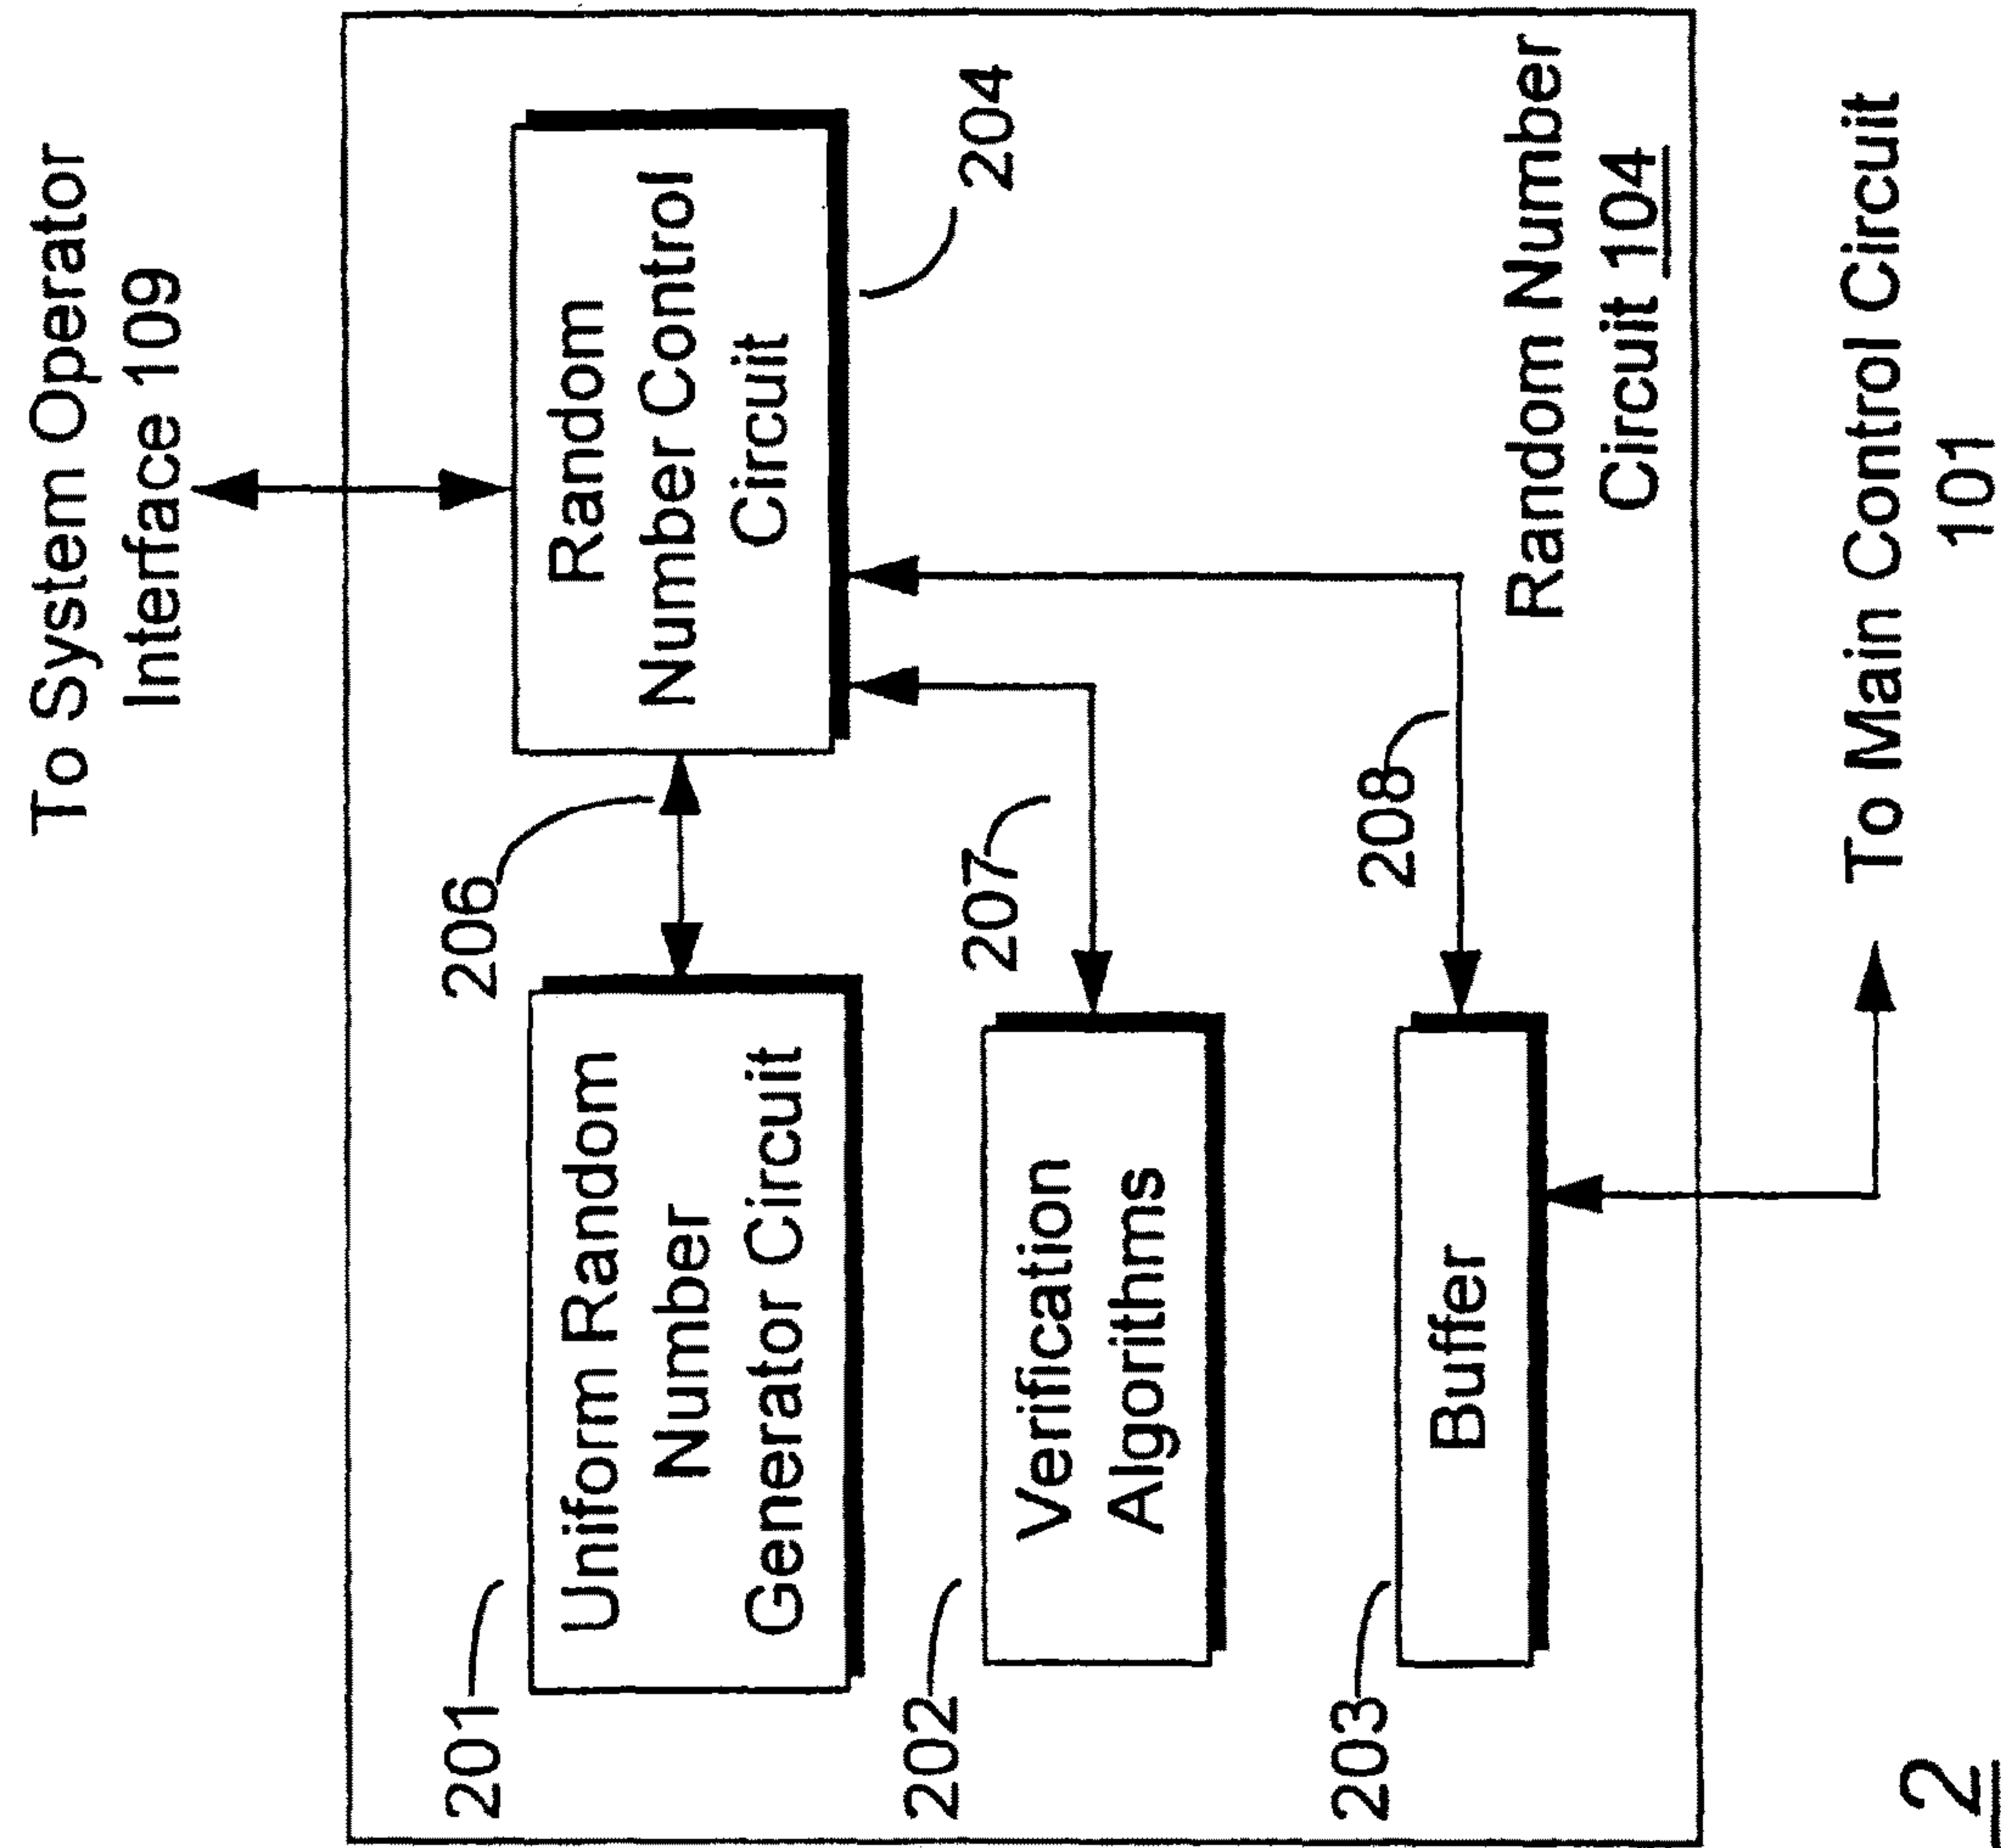 To System Operator
Interface 109
201
Uniform Random
Number
Generator Circuit
206
Random
Number Control
Circuit
204
202
Verification
Algorithms
207
203
Buffer
208
Random Number
Circuit 104
To Main Control Circuit
101
2